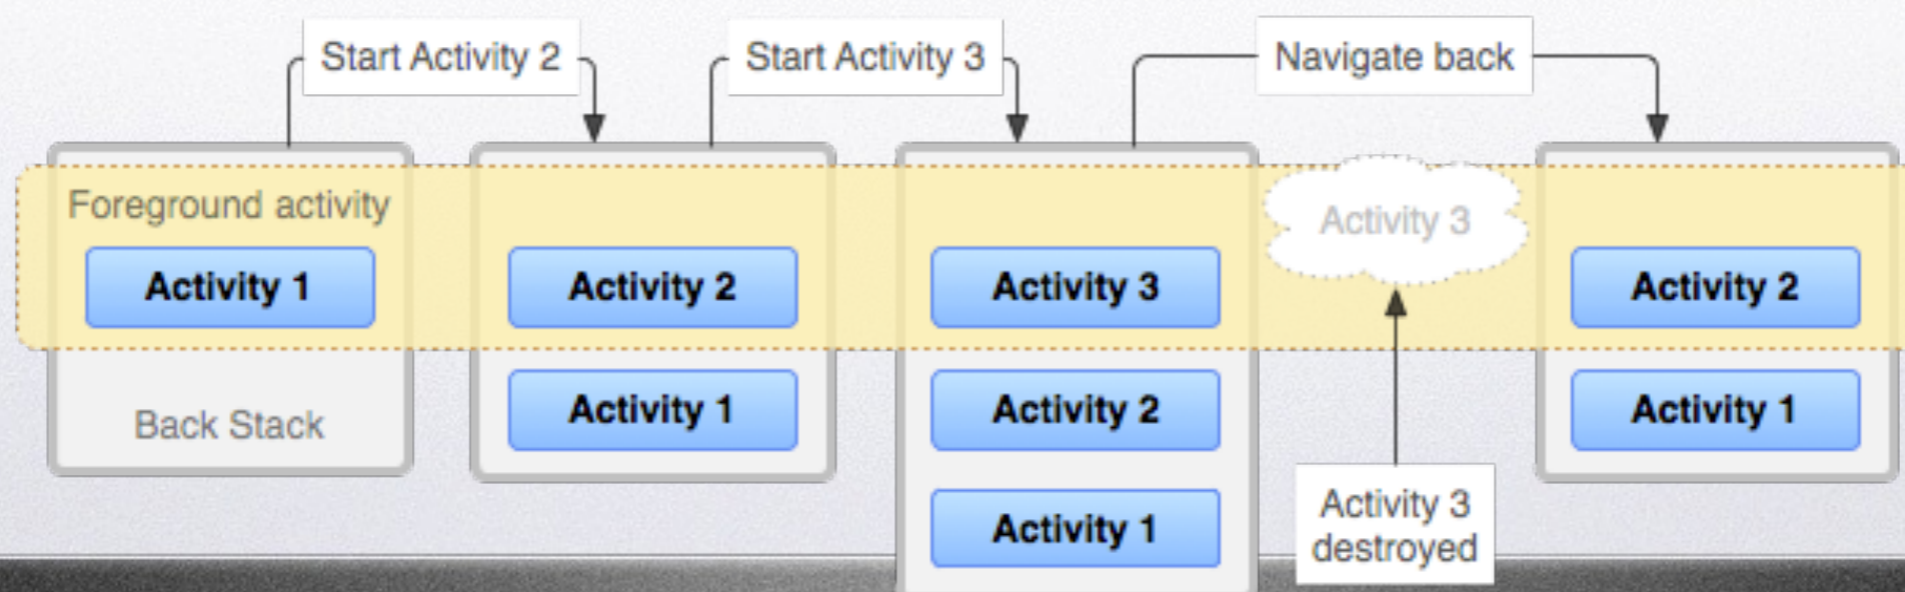 Start Activity 2
Start Activity 3
Navigate back
Foreground activity
Activity 3
Activity 1
Activity 2
Activity 3
Activity 2
Back Stack
Activity 1
Activity 2
Activity 1
Activity 1
Activity 3
destroyed